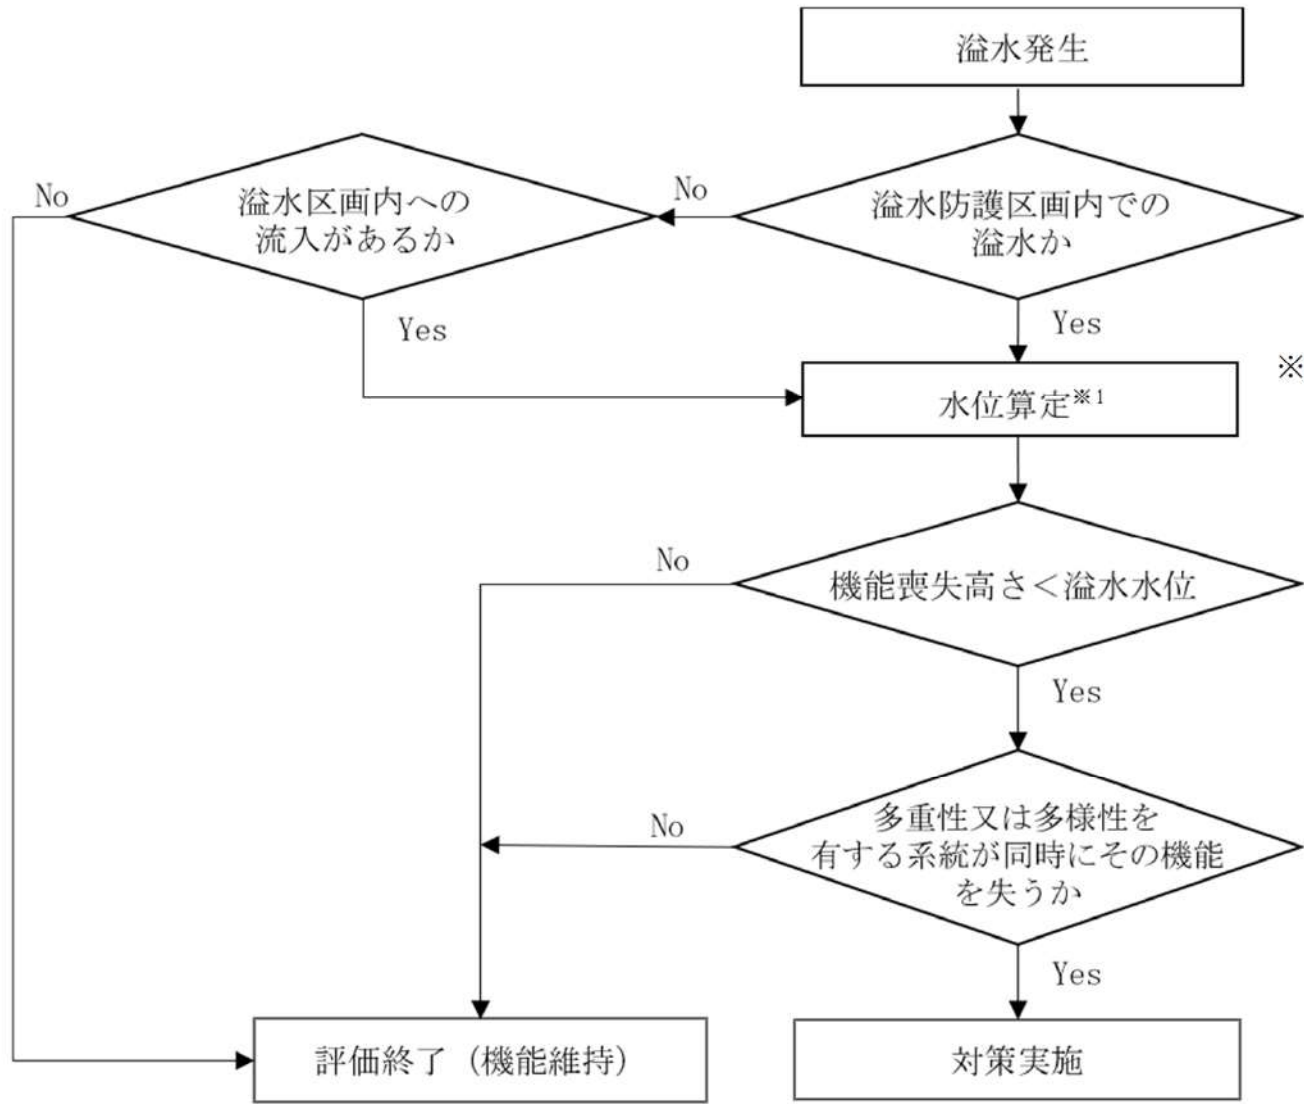 溢水発生
No
溢水区画内への
流入があるか
No
溢水防護区画内での
溢水か
Yes
Yes
※
水位算定※1
No
機能喪失高さ＜溢水水位
Yes
No
多重性又は多様性を
有する系統が同時にその機能
を失うか
Yes
評価終了（機能維持）
対策実施